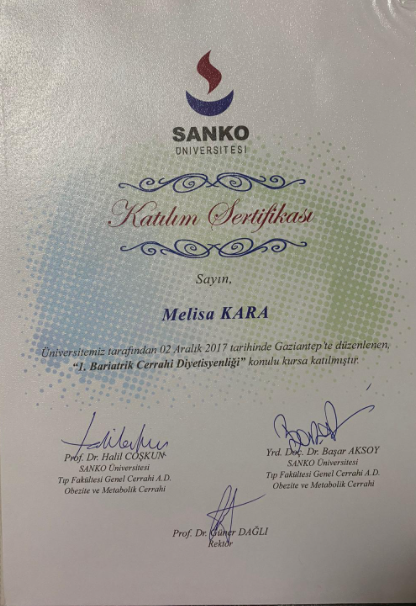 SANKO
ÜNİVERSİTESİ
Katılım Sertifikası
Sayın,
Melisa KARA
Üniversitemiz tarafından 02 Aralık 2017 tarihinde Gaziantep'te düzenlenen,
“1. Bariatrik Cerrahi Diyetisyenliği” konulu kursa katılmıştır.
Prof. Dr. Halil COŞKUN
SANKO Üniversitesi
Tıp Fakültesi Genel Cerrahi A.D.
Obezite ve Metabolik Cerrahi
Yrd. Doç. Dr. Başar AKSOY
SANKO Üniversitesi
Tıp Fakültesi Genel Cerrahi A.D.
Obezite ve Metabolik Cerrahi
Prof. Dr. Güner DAĞLI
Rektör